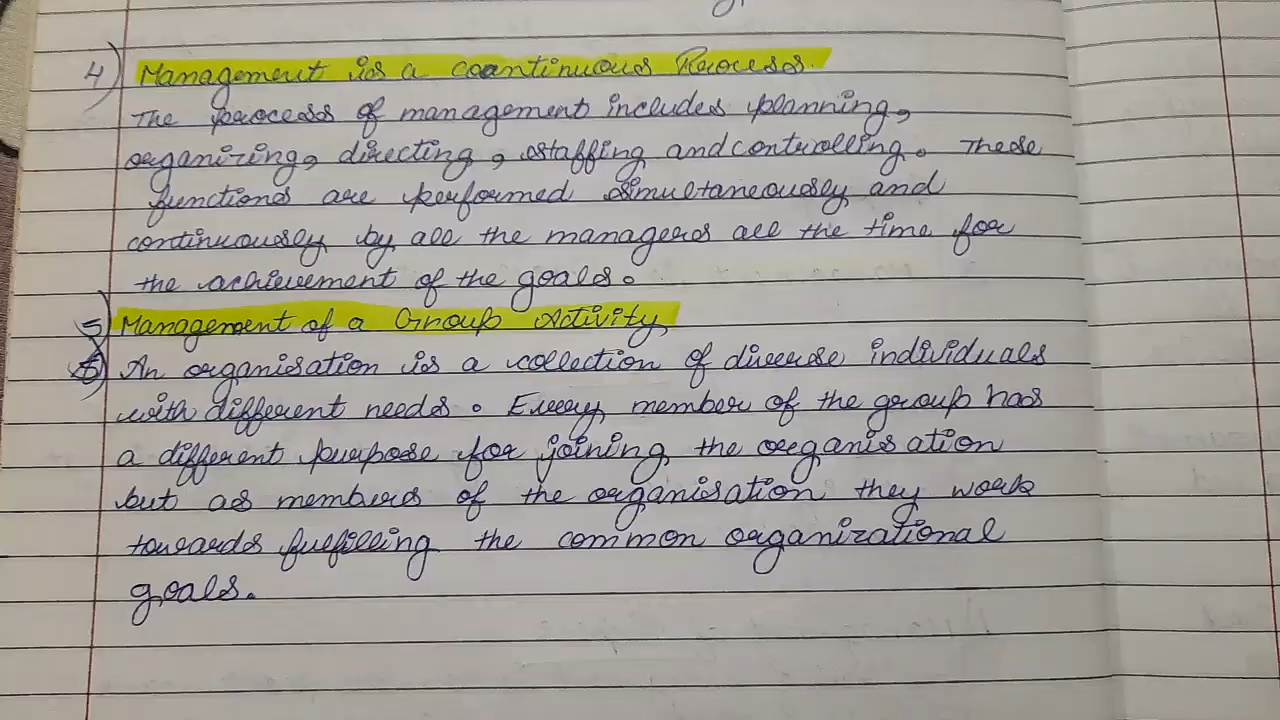 4) Management is a coontinuous Process.
The process of management includes planning,
organizing, directing, staffing and controlling. These
functions are performed simultaneously and
continuously by all the managers all the time for
the achievement of the goals.
5) Management of a Group Activity
An organisation is a collection of diverse individuals
with different needs. Every member of the group has
a different purpose for joining the organisation
but as members of the organisation they work
towards fulfilling the common organizational
goals.